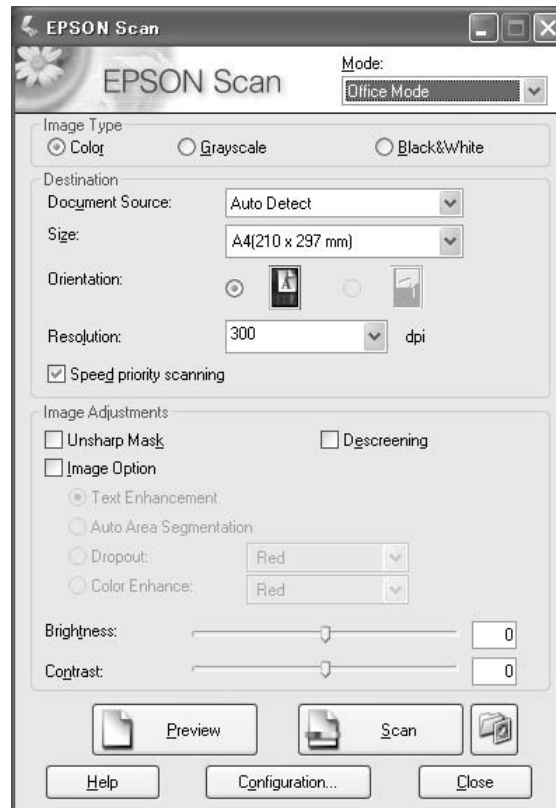 EPSON Scan
EPSON Scan
Mode:
Office Mode
Image Type
Color Grayscale Black&White
Destination
Document Source: Auto Detect
Size: A4(210 x 297 mm)
Orientation: A
Resolution: 300 dpi
Speed priority scanning
Image Adjustments
Unsharp Mask Descreening
Image Option
Text Enhancement
Auto Area Segmentation
Dropout: Red
Color Enhance: Red
Brightness: 0
Contrast: 0
Preview Scan
Help Configuration... Close